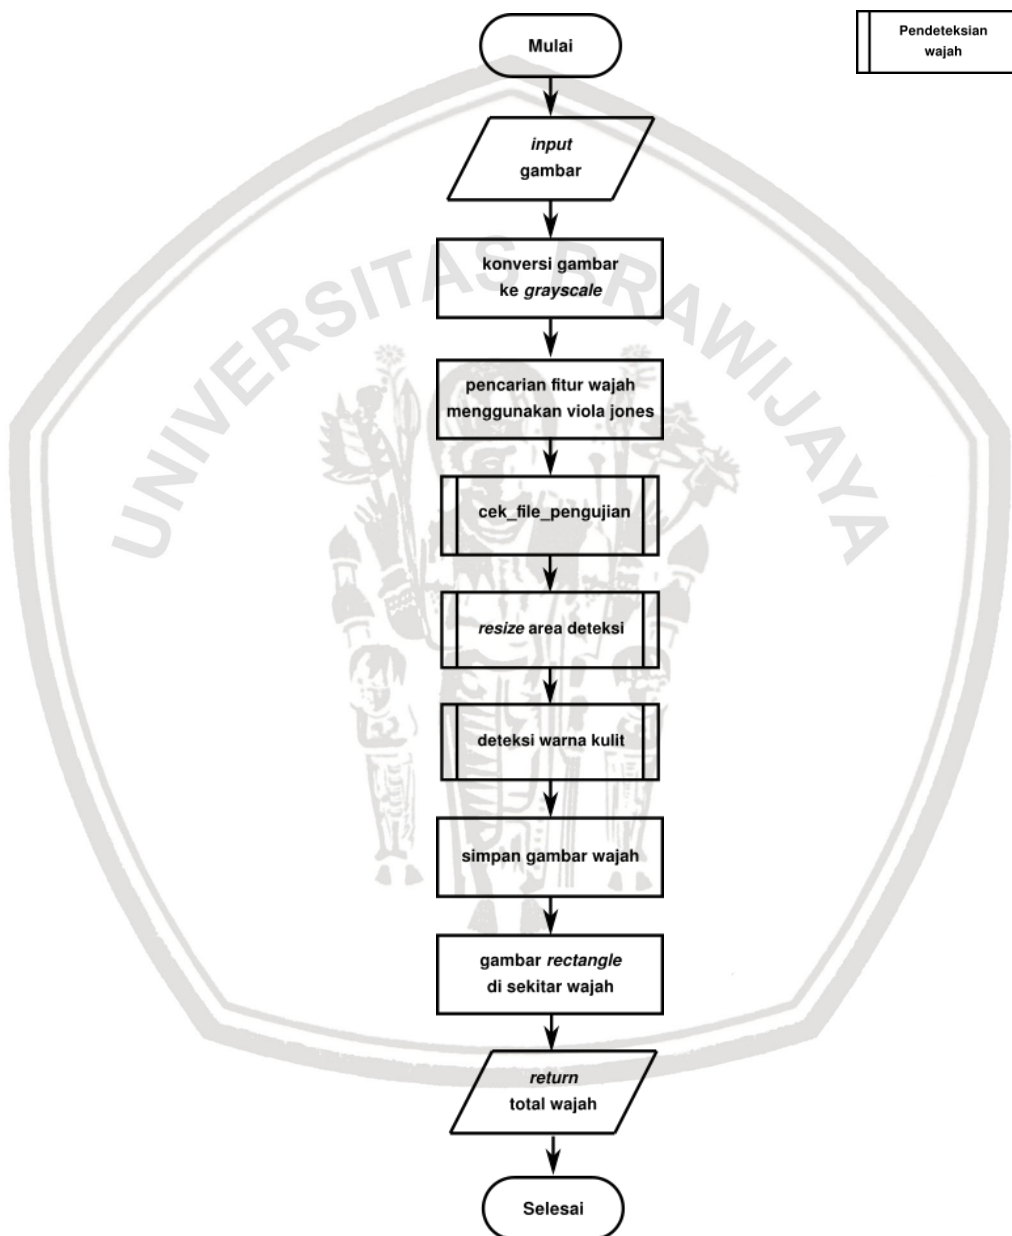 Mulai
Pendeteksian
wajah
input
gambar
konversi gambar
ke grayscale
UNIVERSITAS BRAWIJAYA
pencarian fitur wajah
menggunakan viola jones
cek_file_pengujian
resize area deteksi
deteksi warna kulit
simpan gambar wajah
gambar rectangle
di sekitar wajah
return
total wajah
Selesai